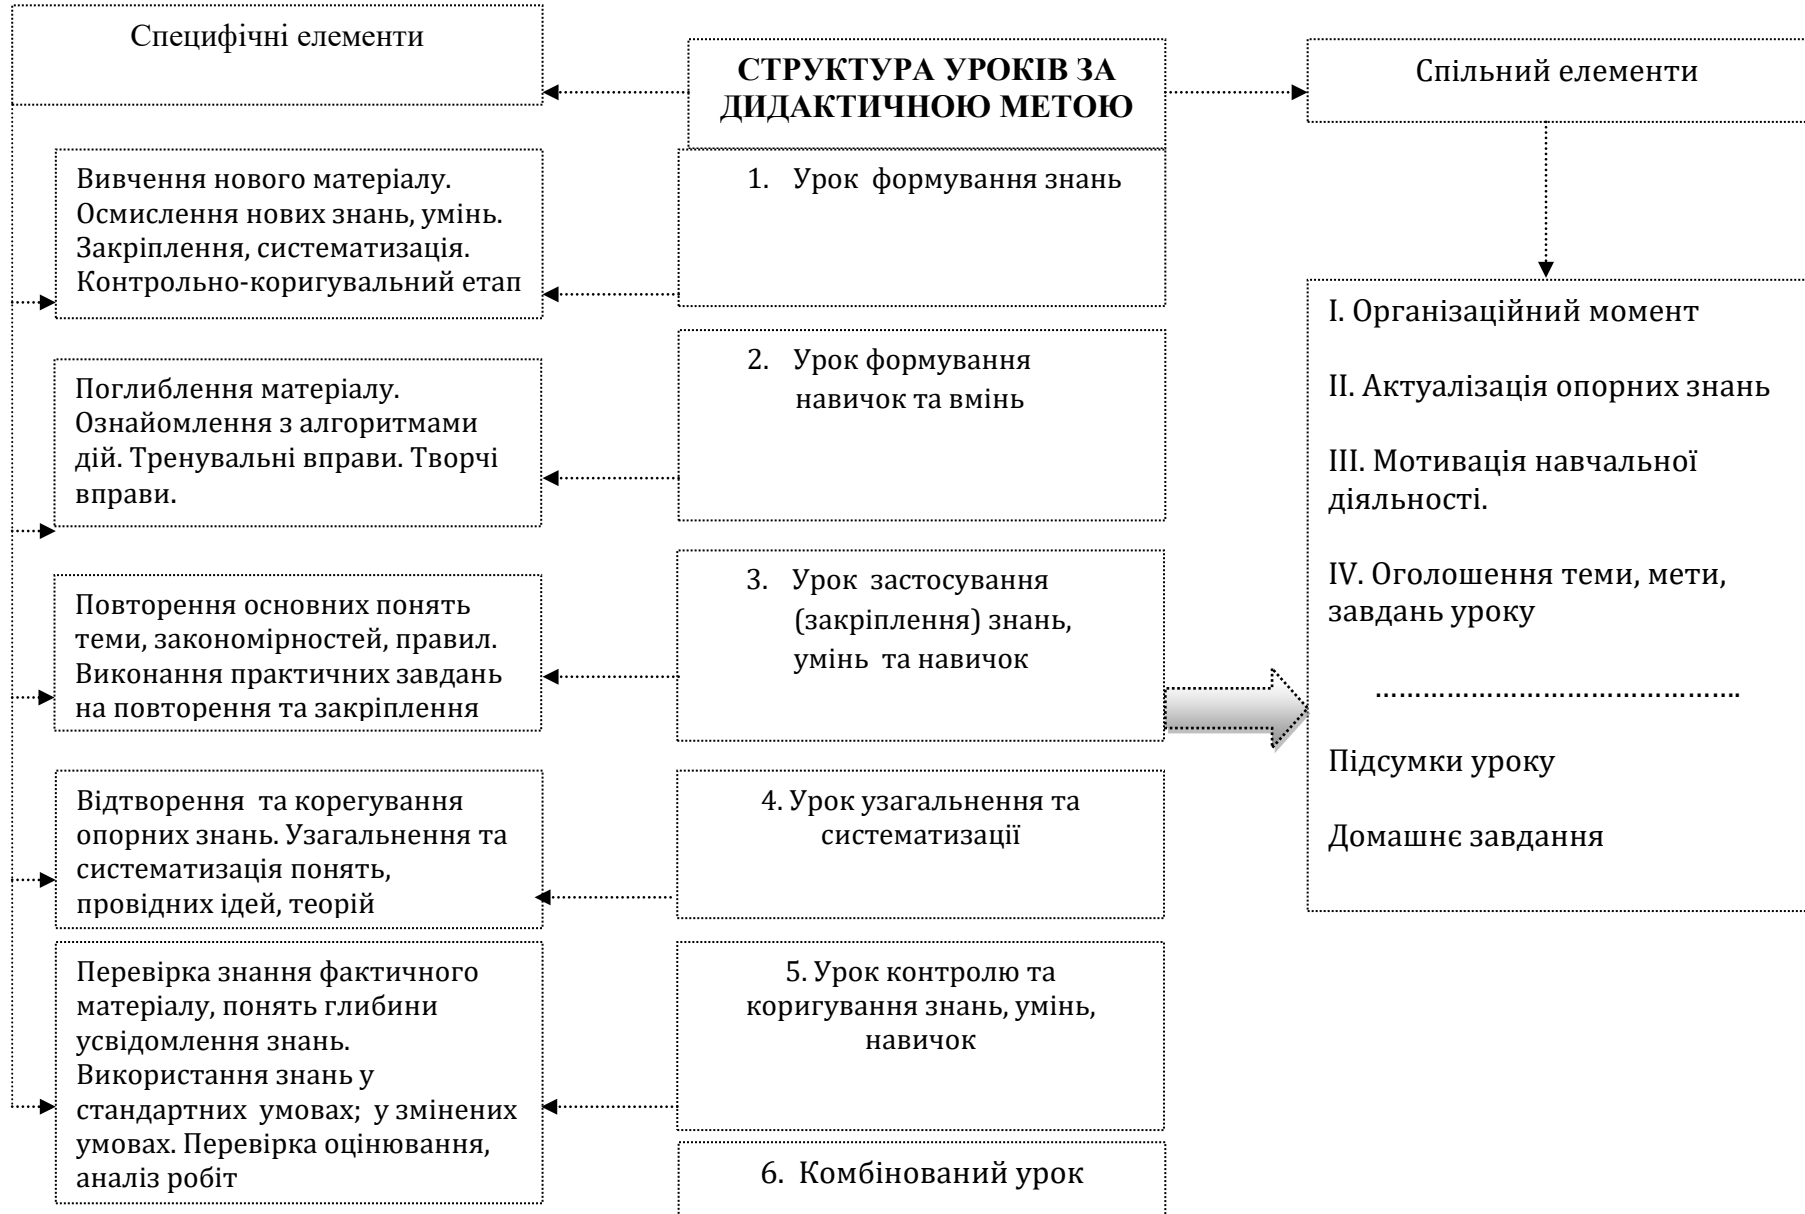 Специфічні елементи
СТРУКТУРА УРОКІВ ЗА
ДИДАКТИЧНОЮ МЕТОЮ
Спільний елементи
Вивчення нового матеріалу.
Осмислення нових знань, умінь.
Закріплення, систематизація.
Контрольно-коригувальний етап
1. Урок формування знань
Поглиблення матеріалу.
Ознайомлення з алгоритмами
дій. Тренувальні вправи. Творчі
вправи.
2. Урок формування
навичок та вмінь
Повторення основних понять
теми, закономірностей, правил.
Виконання практичних завдань
на повторення та закріплення
3. Урок застосування
(закріплення) знань,
умінь та навичок
Відтворення та корегування
опорних знань. Узагальнення та
систематизація понять,
провідних ідей, теорій
4. Урок узагальнення та
систематизації
Перевірка знання фактичного
матеріалу, понять глибини
усвідомлення знань.
Використання знань у
стандартних умовах; у змінених
умовах. Перевірка оцінювання,
аналіз робіт
5. Урок контролю та
коригування знань, умінь,
навичок
6. Комбінований урок
І. Організаційний момент
ІІ. Актуалізація опорних знань
ІІІ. Мотивація навчальної
діяльності.
IV. Оголошення теми, мети,
завдань уроку
……………………………………..
Підсумки уроку
Домашнє завдання